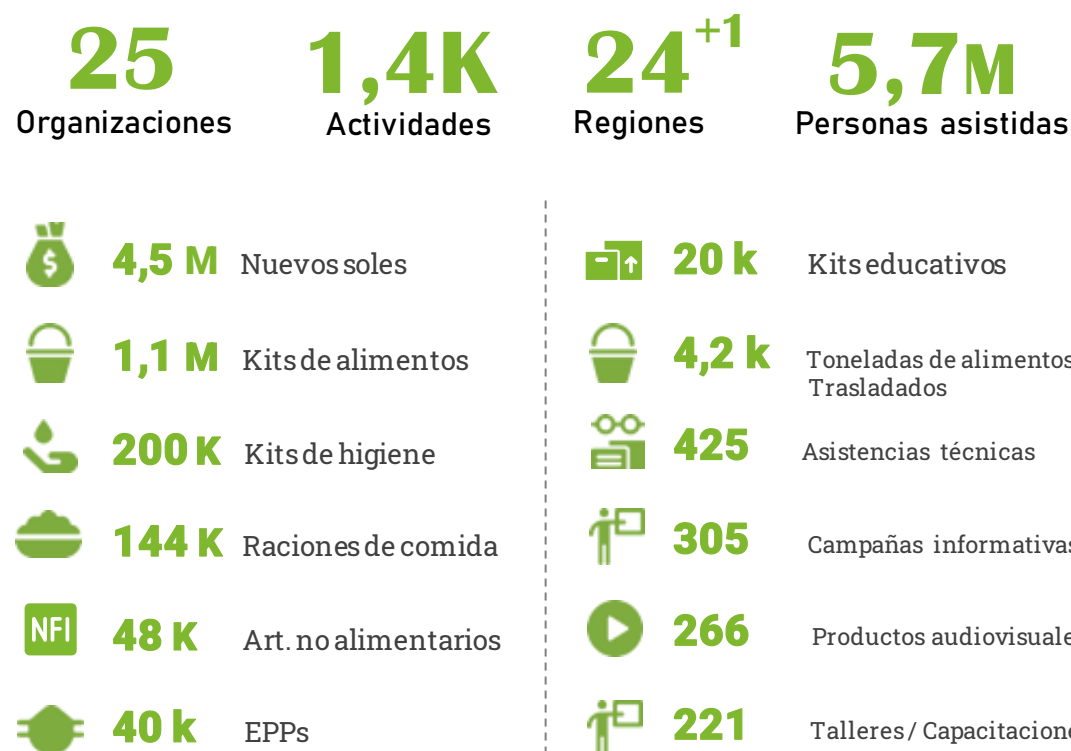 25
Organizaciones
1,4K
Actividades
24+1
Regiones
5,7M
Personas asistidas
$
4,5 M Nuevos soles
1,1 M Kits de alimentos
200 K Kits de higiene
144 K Raciones de comida
NFI
48 K Art. no alimentarios
40 k EPPs
20 k Kits educativos
4,2 k Toneladas de alimentos
Trasladados
425 Asistencias técnicas
305 Campañas informativas
266 Productos audiovisuale
221 Talleres / Capacitacione